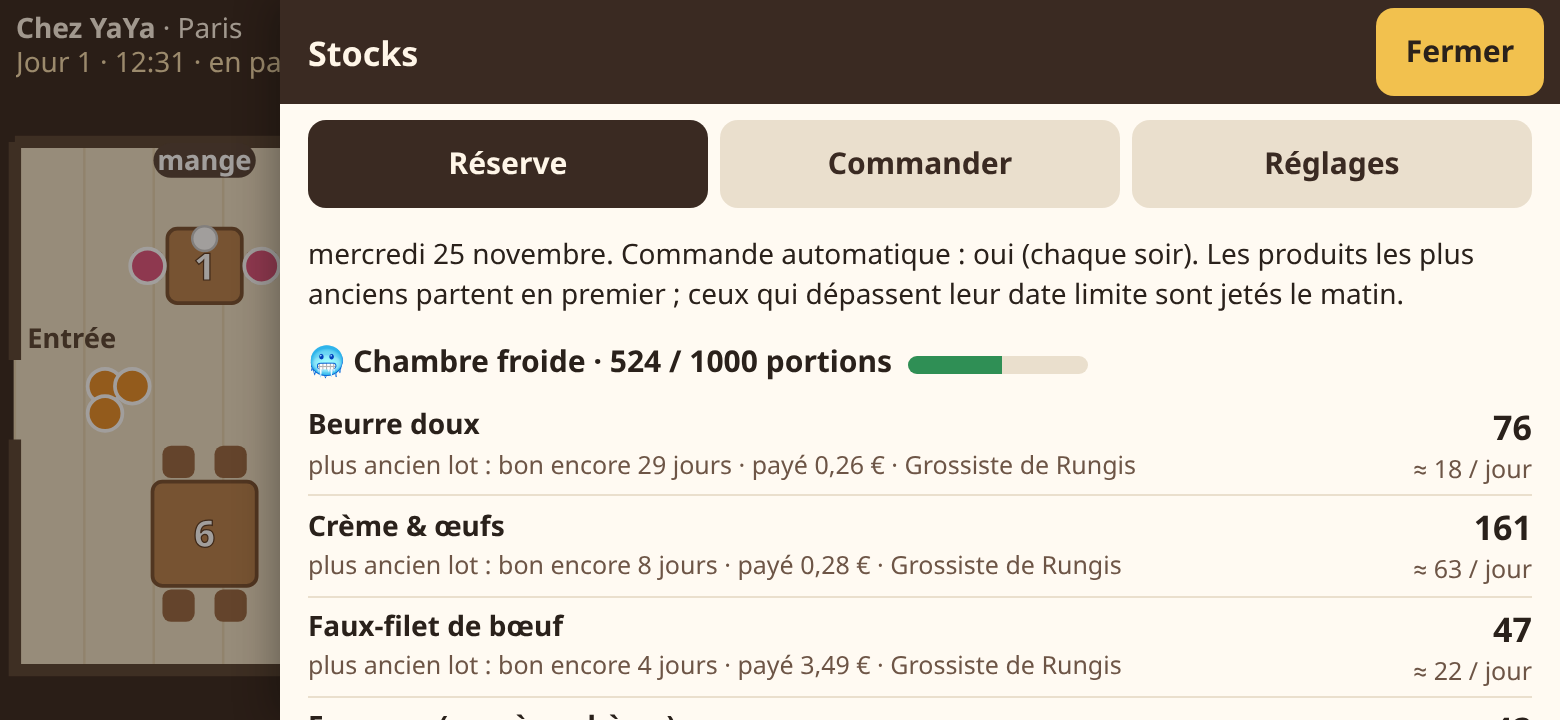 Chez YaYa · Paris
Jour 1 · 12:31 · en pa
Stocks
Fermer
Réserve
Commander
Réglages
mercredi 25 novembre. Commande automatique : oui (chaque soir). Les produits les plus
anciens partent en premier ; ceux qui dépassent leur date limite sont jetés le matin.
Chambre froide · 524 / 1000 portions
Beurre doux
76
plus ancien lot : bon encore 29 jours · payé 0,26 € · Grossiste de Rungis
≈ 18 / jour
Crème & œufs
161
plus ancien lot : bon encore 8 jours · payé 0,28 € · Grossiste de Rungis
≈ 63 / jour
Faux-filet de bœuf
47
plus ancien lot : bon encore 4 jours · payé 3,49 € · Grossiste de Rungis
≈ 22 / jour
mange
1
Entrée
6